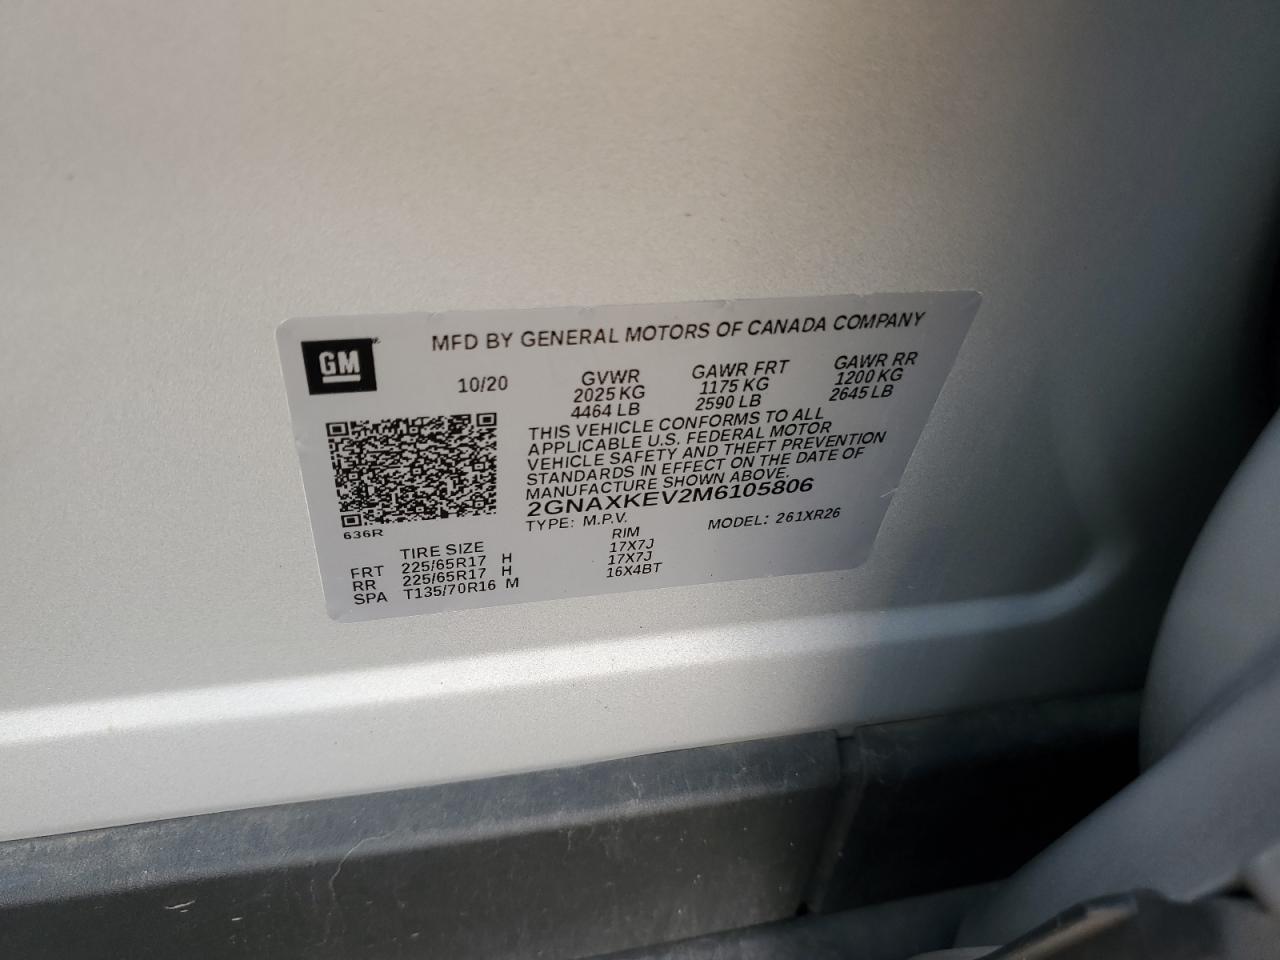 GM
MFD BY GENERAL MOTORS OF CANADA COMPANY
10/20 GVWR GAWR FRT GAWR RR
2025 KG 1175 KG 1200 KG
4464 LB 2590 LB 2645 LB
THIS VEHICLE CONFORMS TO ALL
APPLICABLE U.S. FEDERAL MOTOR
VEHICLE SAFETY AND THEFT PREVENTION
STANDARDS IN EFFECT ON THE DATE OF
MANUFACTURE SHOWN ABOVE.
2GNAXKEV2M6105806
TYPE: M.P.V. MODEL: 261XR26
636R
TIRE SIZE RIM
FRT 225/65R17 H 17X7J
RR 225/65R17 H 17X7J
SPA T135/70R16 M 16X4BT